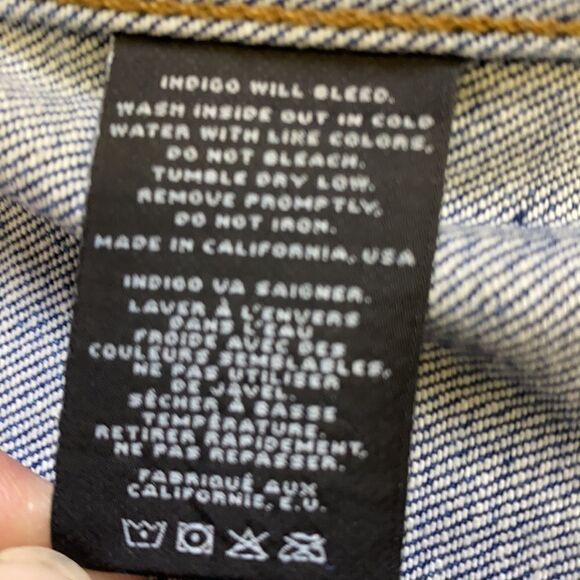 INDIGO WILL BLEED.
WASH INSIDE OUT IN COLD
WATER WITH LIKE COLORS,
DO NOT BLEACH.
TUMBLE DRY LOW.
REMOVE PROMPTLY,
DO NOT IRON.
MADE IN CALIFORNIA, USA
INDIGO VA SAIGNER.
LAVER À L'ENVERS
DANS L'EAU
FROIDE AVEC DES
COULEURS SEMBLABLES,
NE PAS UTILISER
DE JAVEL.
SÉCHER À BASSE
TEMPÉRATURE.
RETIRER RAPIDEMENT,
NE PAS REPASSER.
FABRIQUÉ AUX
CALIFORNIE, E.U.